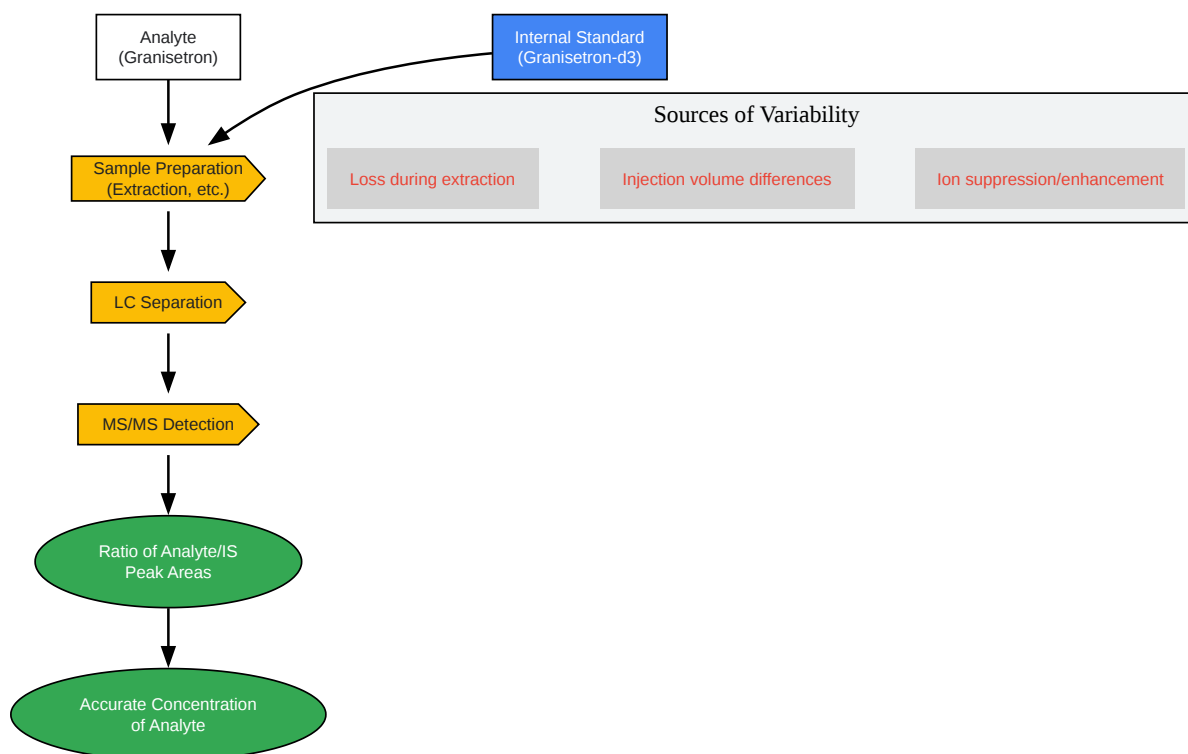 Analyte
(Granisetron)
Internal Standard
(Granisetron-d3)
Sources of Variability
Loss during extraction
Injection volume differences
Ion suppression/enhancement
Sample Preparation
(Extraction, etc.)
LC Separation
MS/MS Detection
Ratio of Analyte/IS
Peak Areas
Accurate Concentration
of Analyte